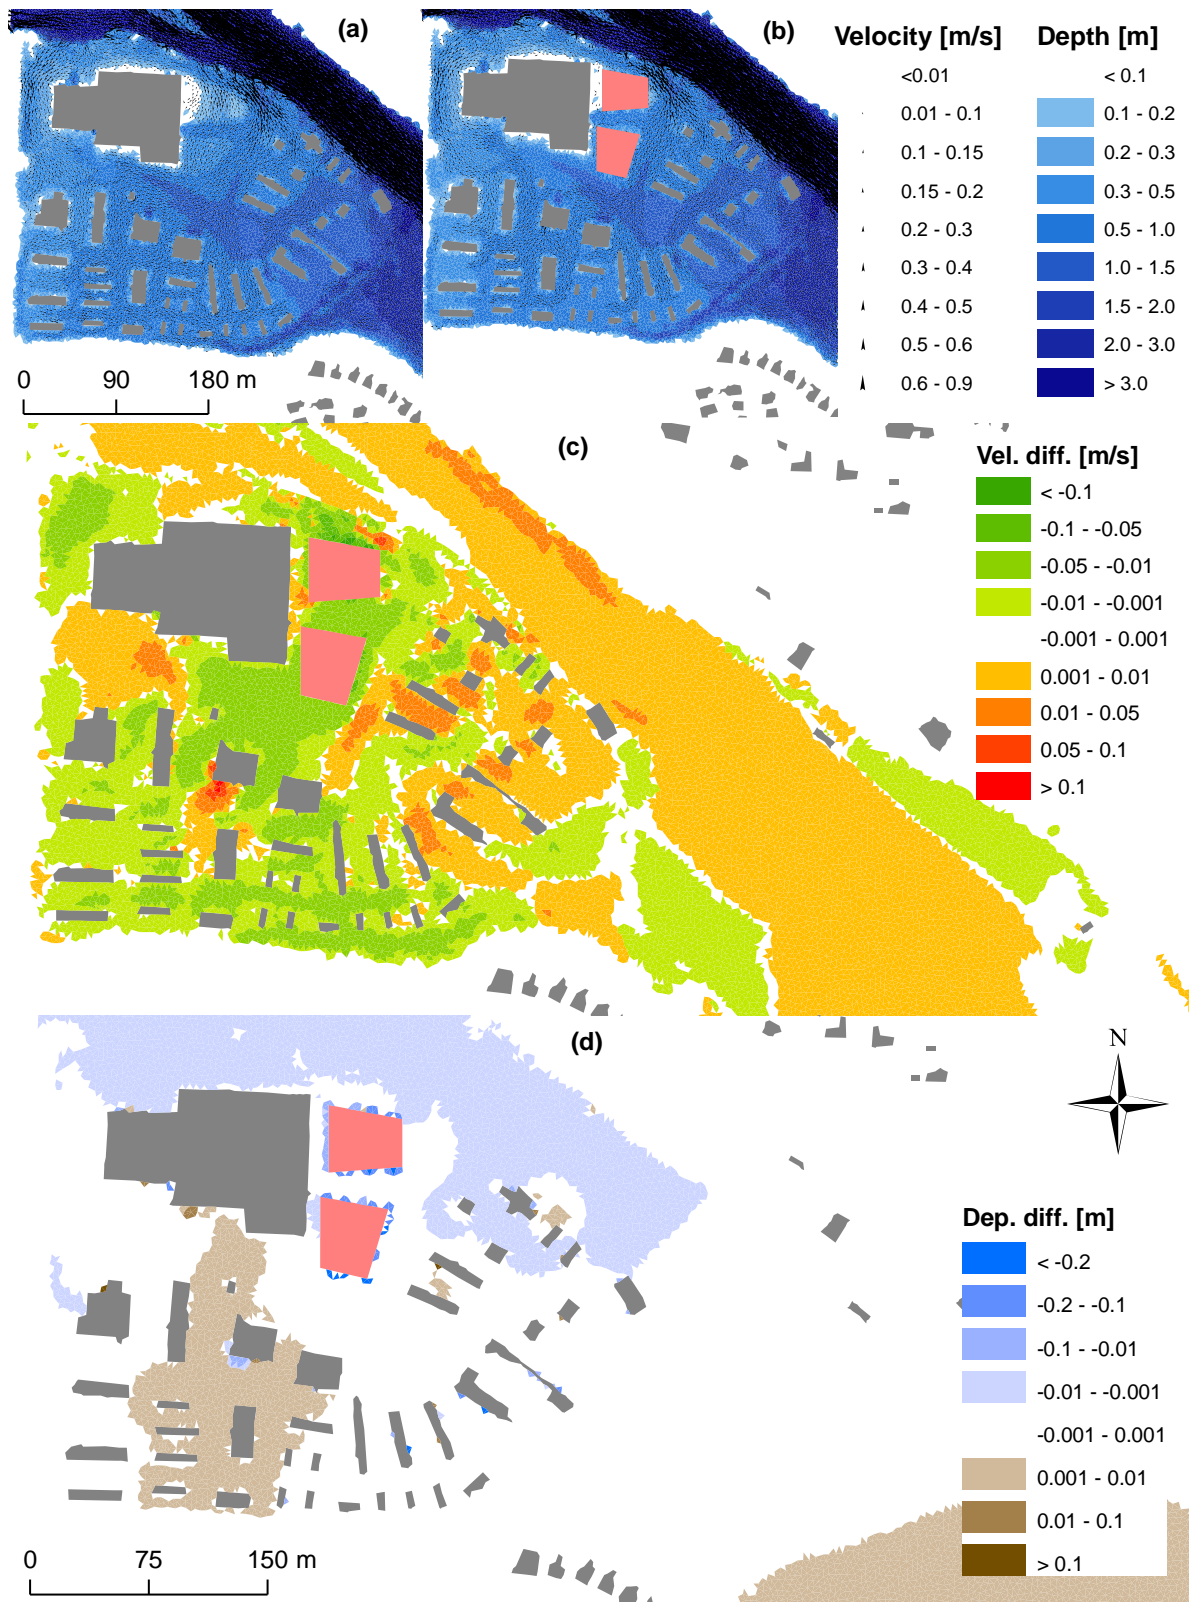 (a)
(b)
Velocity [m/s]
<0.01
0.01 - 0.1
0.1 - 0.15
0.15 - 0.2
0.2 - 0.3
0.3 - 0.4
0.4 - 0.5
0.5 - 0.6
0.6 - 0.9
Depth [m]
< 0.1
0.1 - 0.2
0.2 - 0.3
0.3 - 0.5
0.5 - 1.0
1.0 - 1.5
1.5 - 2.0
2.0 - 3.0
> 3.0
0 90 180 m
(c)
Vel. diff. [m/s]
< -0.1
-0.1 - -0.05
-0.05 - -0.01
-0.01 - -0.001
-0.001 - 0.001
0.001 - 0.01
0.01 - 0.05
0.05 - 0.1
> 0.1
(d)
N
Dep. diff. [m]
< -0.2
-0.2 - -0.1
-0.1 - -0.01
-0.01 - -0.001
-0.001 - 0.001
0.001 - 0.01
0.01 - 0.1
> 0.1
0 75 150 m